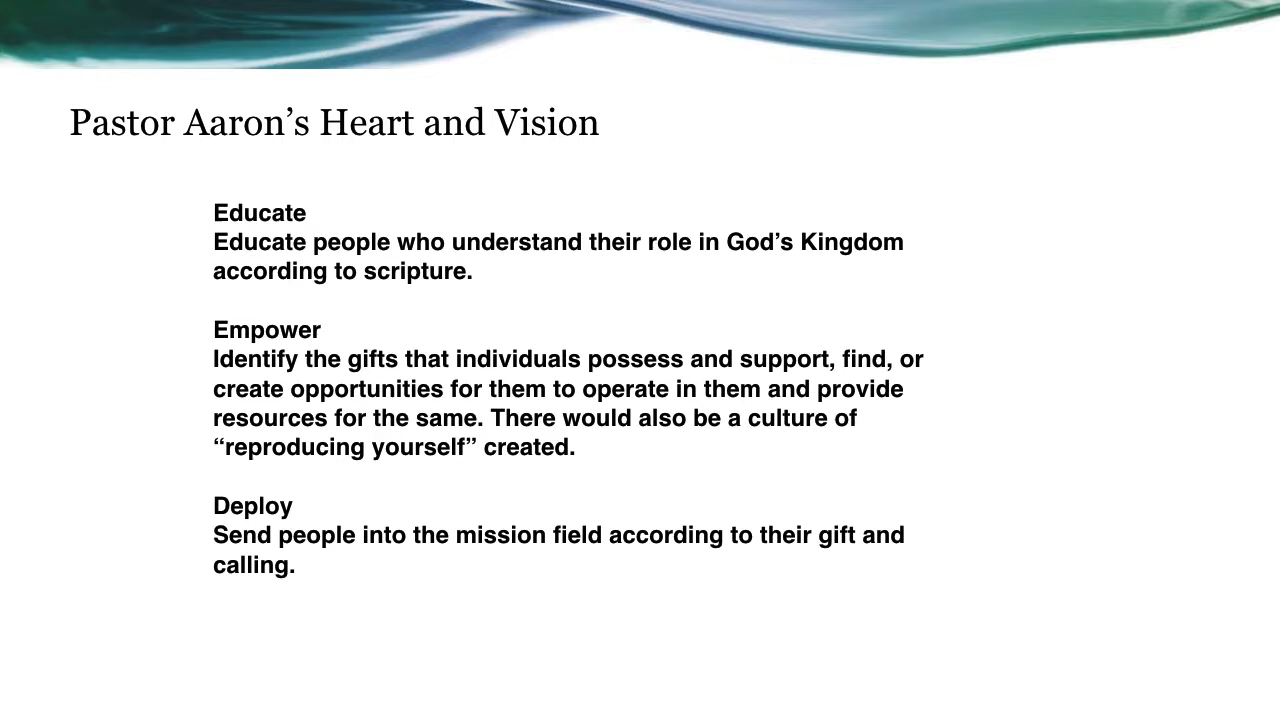 Pastor Aaron’s Heart and Vision
Educate
Educate people who understand their role in God’s Kingdom
according to scripture.
Empower
Identify the gifts that individuals possess and support, find, or
create opportunities for them to operate in them and provide
resources for the same. There would also be a culture of
“reproducing yourself” created.
Deploy
Send people into the mission field according to their gift and
calling.